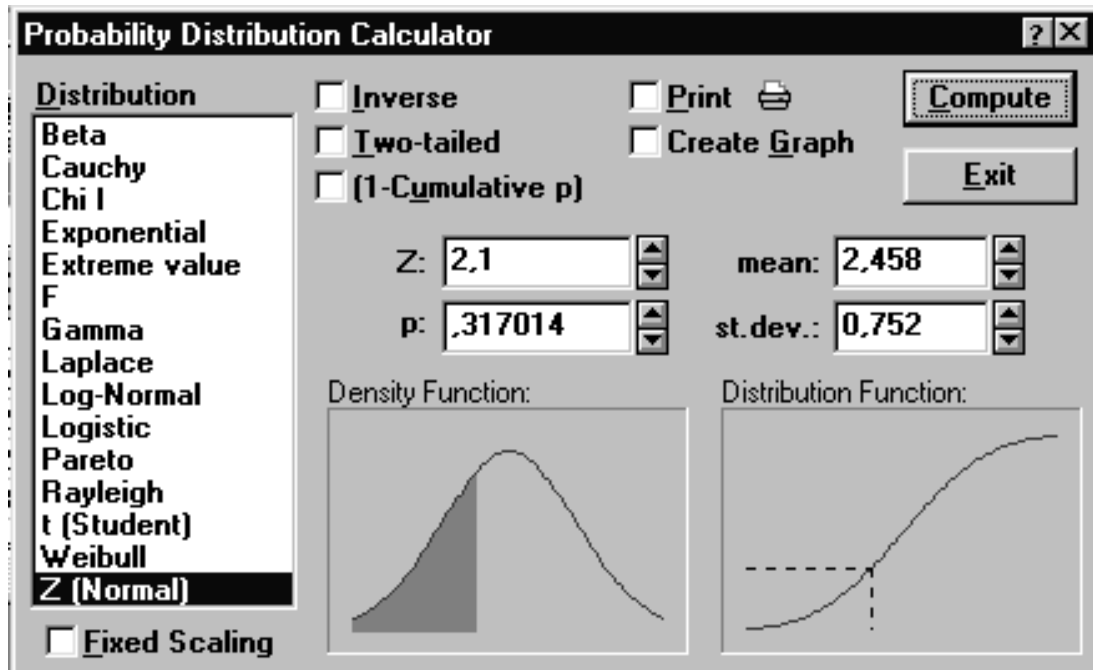 Probability Distribution Calculator
?
Distribution
Beta
Cauchy
Chi I
Exponential
Extreme value
F
Gamma
Laplace
Log-Normal
Logistic
Pareto
Rayleigh
t (Student)
Weibull
Z (Normal)
Fixed Scaling
Inverse
Two-tailed
(1-Cumulative p)
Print
Create Graph
Compute
Exit
Z: 2,1
mean: 2,458
p: ,317014
st.dev.: 0,752
Density Function:
Distribution Function: